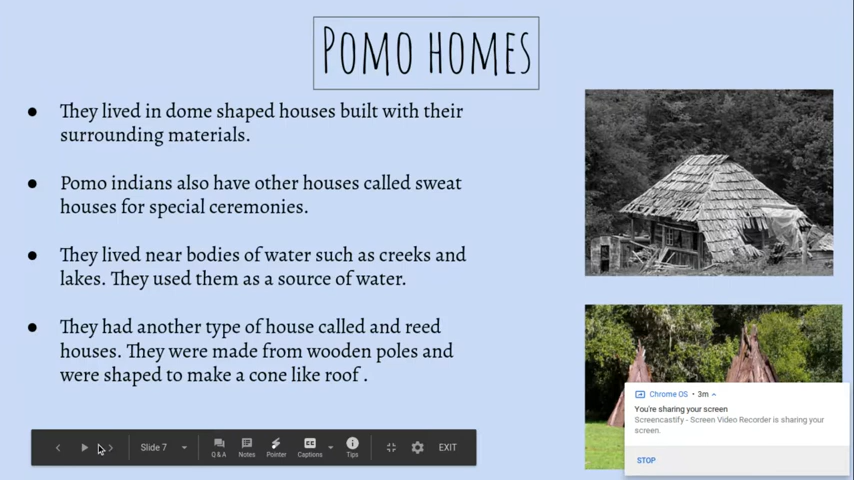 Pomo homes
● They lived in dome shaped houses built with their
surrounding materials.
● Pomo indians also have other houses called sweat
houses for special ceremonies.
● They lived near bodies of water such as creeks and
lakes. They used them as a source of water.
● They had another type of house called and reed
houses. They were made from wooden poles and
were shaped to make a cone like roof .
Chrome OS • 3m
You're sharing your screen
Screencastify - Screen Video Recorder is sharing your
screen.
STOP
Slide 7
Q & A
Notes
Pointer
Captions
Tips
EXIT